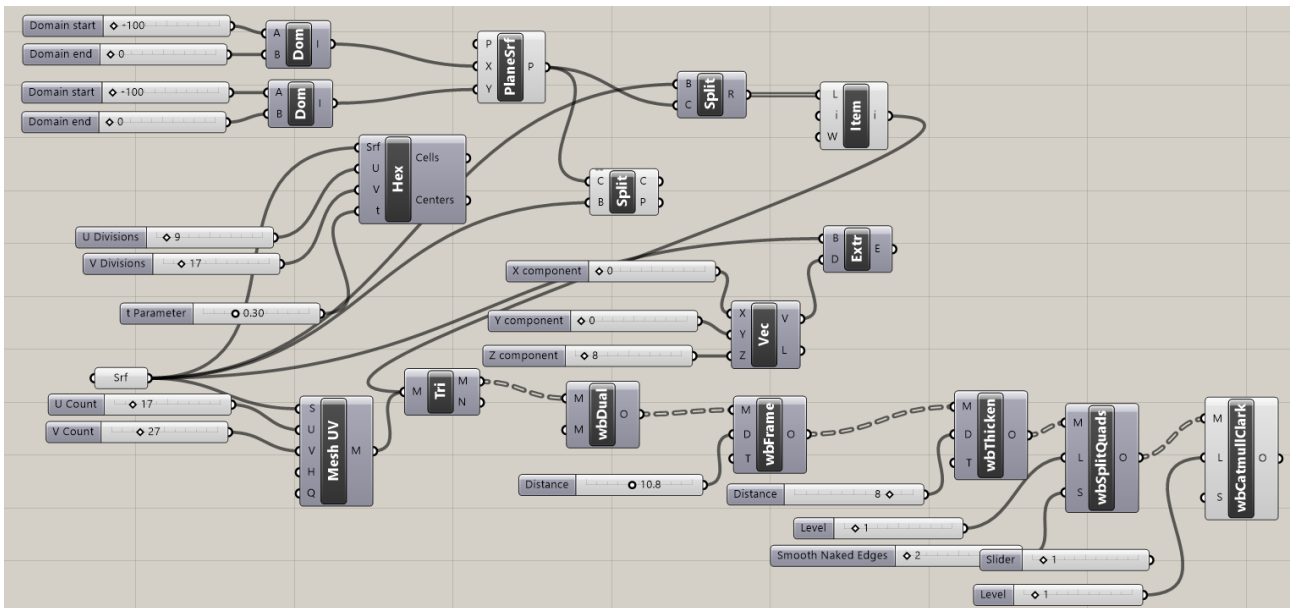 Domain start -100
Domain end 0
Dom A B I
Domain start -100
Domain end 0
Dom A B I
PlaneSrf P X Y P
Split B C R
Item L i W i
Hex Srf U V t Cells Centers
Split C B C P
U Divisions 9
V Divisions 17
t Parameter 0.30
Extr B D E
X component 0
Y component 0
Z component 8
Vec X Y Z V L
Srf
U Count 17
V Count 27
Mesh UV S U V H Q M
Tri M M N
wbDual M M O
wbFrame M D T O
Distance 10.8
wbThicken M D T O
Distance 8
wbSplitQuads M L S O
Level 1
Smooth Naked Edges 2
Slider 1
Level 1
wbCatmullClark M L S O